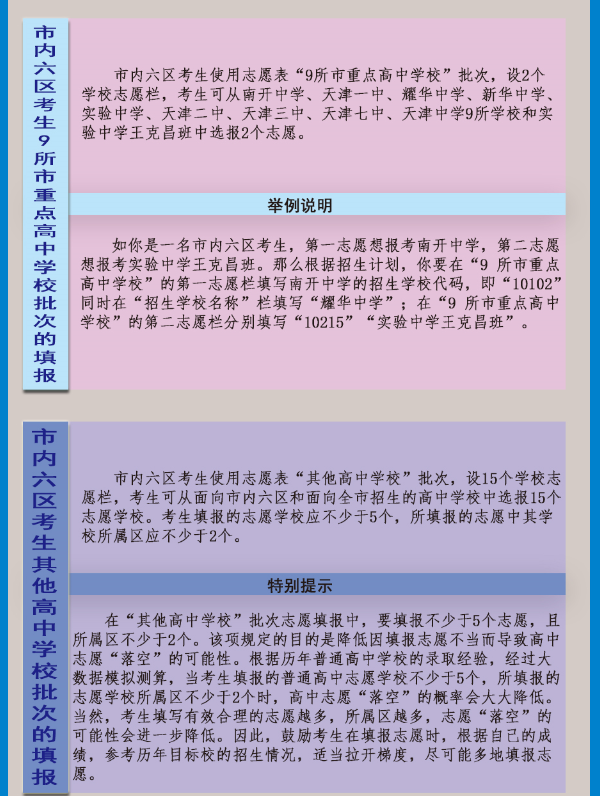 市内六区考生9所市重点高中学校批次的填报
市内六区考生使用志愿表“9所市重点高中学校”批次，设2个
学校志愿栏，考生可从南开中学、天津一中、耀华中学、新华中学、
实验中学、天津二中、天津三中、天津七中、天津中学9所学校和实
验中学王克昌班中选报2个志愿。
举例说明
如你是一名市内六区考生，第一志愿想报考南开中学，第二志愿
想报考实验中学王克昌班。那么根据招生计划，你要在“9 所市重点
高中学校”的第一志愿栏填写南开中学的招生学校代码，即“10102”
同时在“招生学校名称”栏填写“耀华中学”；在“9 所市重点高中
学校”的第二志愿栏分别填写“10215”“实验中学王克昌班”。
市内六区考生其他高中学校批次的填报
市内六区考生使用志愿表“其他高中学校”批次，设15个学校志
愿栏，考生可从面向市内六区和面向全市招生的高中学校中选报15个
志愿学校。考生填报的志愿学校应不少于5个，所填报的志愿中其学
校所属区应不少于2个。
特别提示
在“其他高中学校”批次志愿填报中，要填报不少于5个志愿，且
所属区不少于2个。该项规定的目的是降低因填报志愿不当而导致高中
志愿“落空”的可能性。根据历年普通高中学校的录取经验，经过大
数据模拟测算，当考生填报的普通高中志愿学校不少于5个，所填报的
志愿学校所属区不少于2个时，高中志愿“落空”的概率会大大降低。
当然，考生填写有效合理的志愿越多，所属区越多，志愿“落空”的
可能性会进一步降低。因此，鼓励考生在填报志愿时，根据自己的成
绩，参考历年目标校的招生情况，适当拉开梯度，尽可能多地填报志
愿。